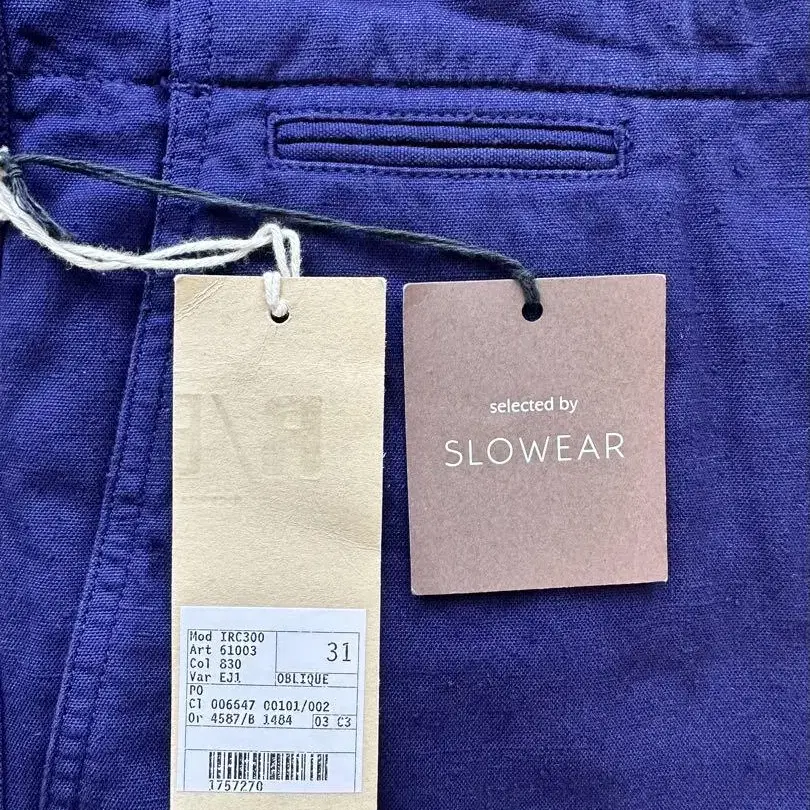 selected by
SLOWEAR
Mod IRC300
Art 61003
Col 830
Var EJ1
31
OBLIQUE
PO
Cl 006647 00101/002
Or 4587/B 1484 03 C3
1757270